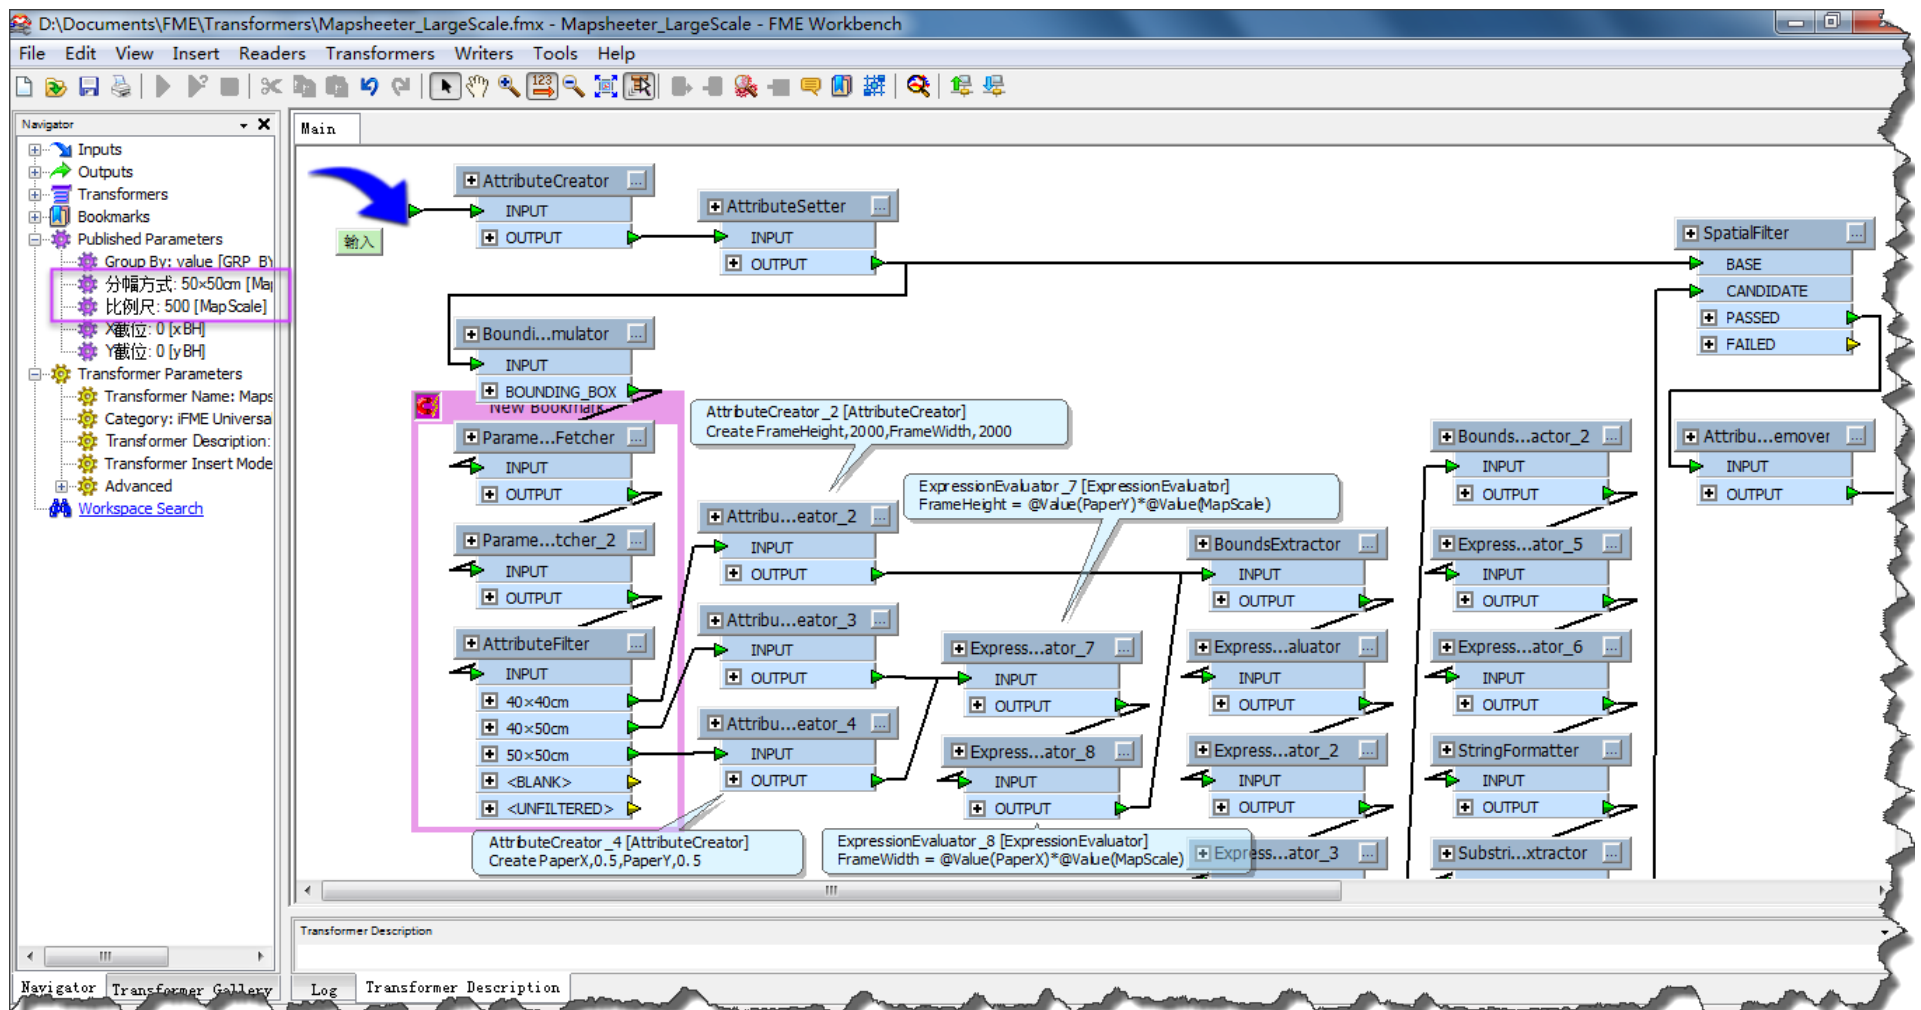 D:\Documents\FME\Transformers\Mapsheeter_LargeScale.fmx - Mapsheeter_LargeScale - FME Workbench
File Edit View Insert Readers Transformers Writers Tools Help
123
Navigator
Inputs
Outputs
Transformers
Bookmarks
Published Parameters
Group By: value [GRP_BY
分幅方式: 50×50cm [Ma
比例尺: 500 [MapScale]
X截位: 0 [xBH]
Y截位: 0 [yBH]
Transformer Parameters
Transformer Name: Maps
Category: iFME Universa
Transformer Description:
Transformer Insert Mode
Advanced
Workspace Search
Navigator
Transformer Gallery
Main
输入
AttributeCreator ...
INPUT
OUTPUT
AttributeSetter ...
INPUT
OUTPUT
SpatialFilter ...
BASE
CANDIDATE
PASSED
FAILED
Boundi...mulator ...
INPUT
BOUNDING_BOX
New Bookmark
Parame...Fetcher ...
INPUT
OUTPUT
Parame...tcher_2 ...
INPUT
OUTPUT
AttributeFilter ...
INPUT
40×40cm
40×50cm
50×50cm
<BLANK>
<UNFILTERED>
AttributeCreator_2 [AttributeCreator]
Create FrameHeight,2000,FrameWidth,2000
Attribu...eator_2 ...
INPUT
OUTPUT
Attribu...eator_3 ...
INPUT
OUTPUT
Attribu...eator_4 ...
INPUT
OUTPUT
AttributeCreator_4 [AttributeCreator]
Create PaperX,0.5,PaperY,0.5
ExpressionEvaluator_7 [ExpressionEvaluator]
FrameHeight = @Value(PaperY)*@Value(MapScale)
Express...ator_7 ...
INPUT
OUTPUT
Express...ator_8 ...
INPUT
OUTPUT
ExpressionEvaluator_8 [ExpressionEvaluator]
FrameWidth = @Value(PaperX)*@Value(MapScale)
BoundsExtractor ...
INPUT
OUTPUT
Express...aluator ...
INPUT
OUTPUT
Express...ator_2 ...
INPUT
OUTPUT
Express...ator_3 ...
Bounds...actor_2 ...
INPUT
OUTPUT
Express...ator_5 ...
INPUT
OUTPUT
Express...ator_6 ...
INPUT
OUTPUT
StringFormatter ...
INPUT
OUTPUT
Substri...xtractor ...
Attribu...emover ...
INPUT
OUTPUT
Transformer Description
Log
Transformer Description